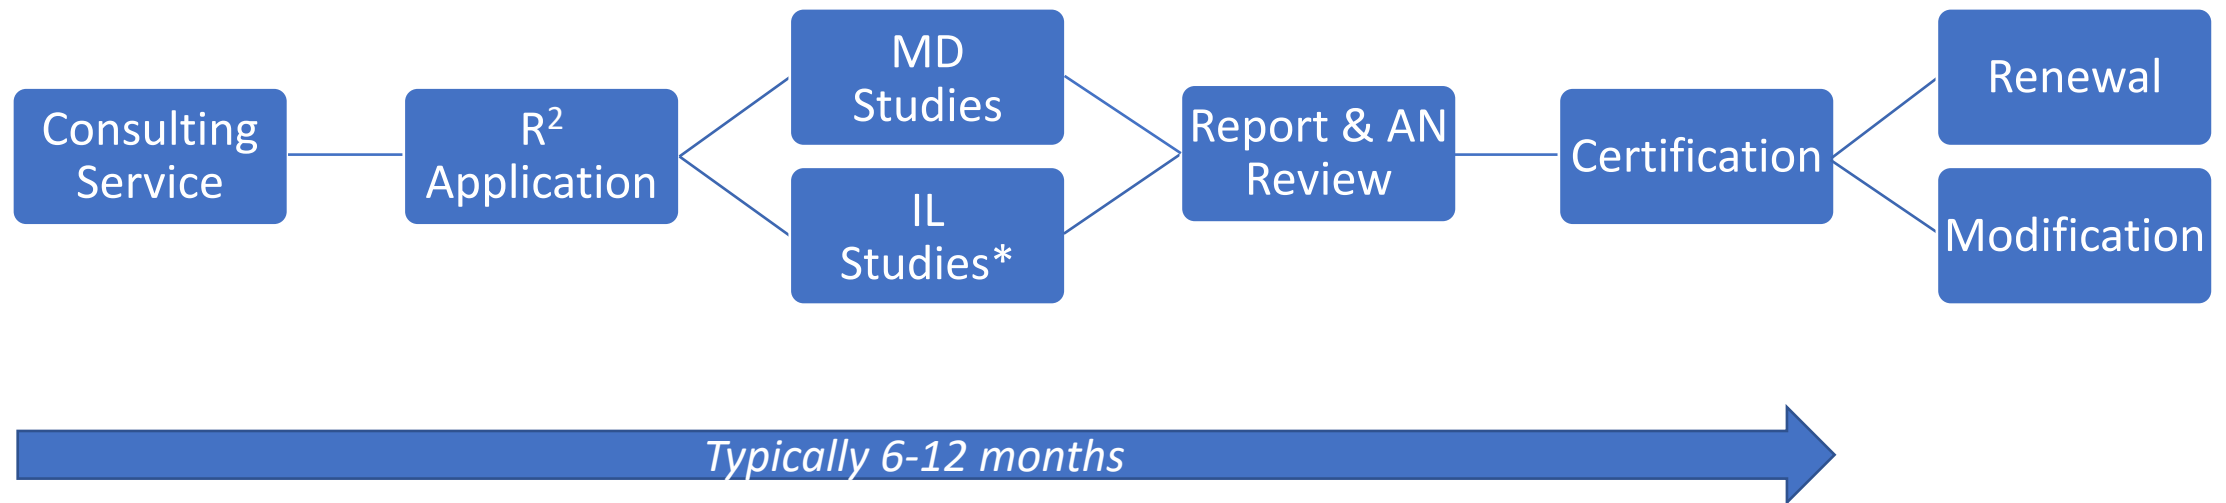 Consulting
Service
R²
Application
MD
Studies
IL
Studies*
Report & AN
Review
Certification
Renewal
Modification
Typically 6-12 months